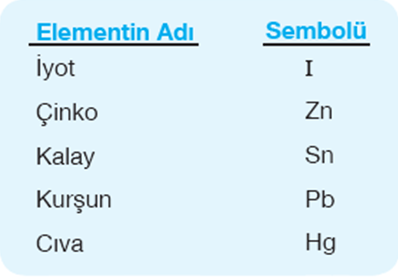 Elementin Adı Sembolü
İyot I
Çinko Zn
Kalay Sn
Kurşun Pb
Cıva Hg